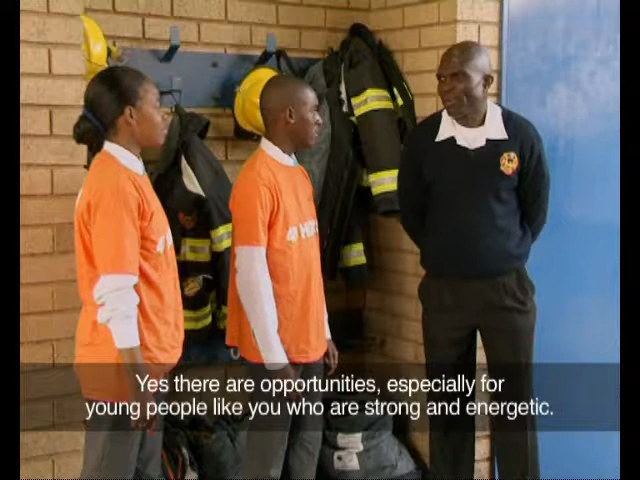 Yes there are opportunities, especially for
young people like you who are strong and energetic.